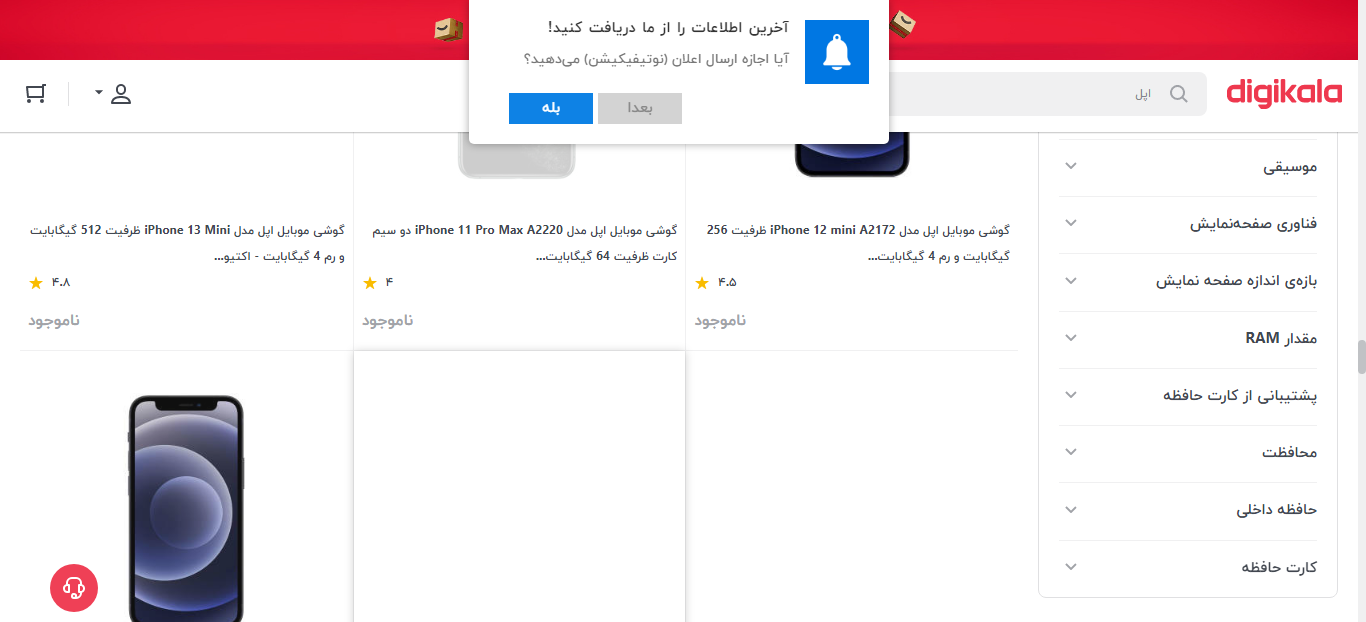 آخرین اطلاعات را از ما دریافت کنید!
آیا اجازه ارسال اعلان (نوتیفیکیشن) می‌دهید؟
بعدا
بله
digikala
اپل
موسیقی
فناوری صفحه‌نمایش
بازه‌ی اندازه صفحه نمایش
مقدار RAM
پشتیبانی از کارت حافظه
محافظت
حافظه داخلی
کارت حافظه
گوشی موبایل اپل مدل iPhone 12 mini A2172 ظرفیت 256
گیگابایت و رم 4 گیگابایت...
۴.۵
ناموجود
گوشی موبایل اپل مدل iPhone 11 Pro Max A2220 دو سیم
کارت ظرفیت 64 گیگابایت...
۴
ناموجود
گوشی موبایل اپل مدل iPhone 13 Mini ظرفیت 512 گیگابایت
و رم 4 گیگابایت - اکتیو...
۴.۸
ناموجود